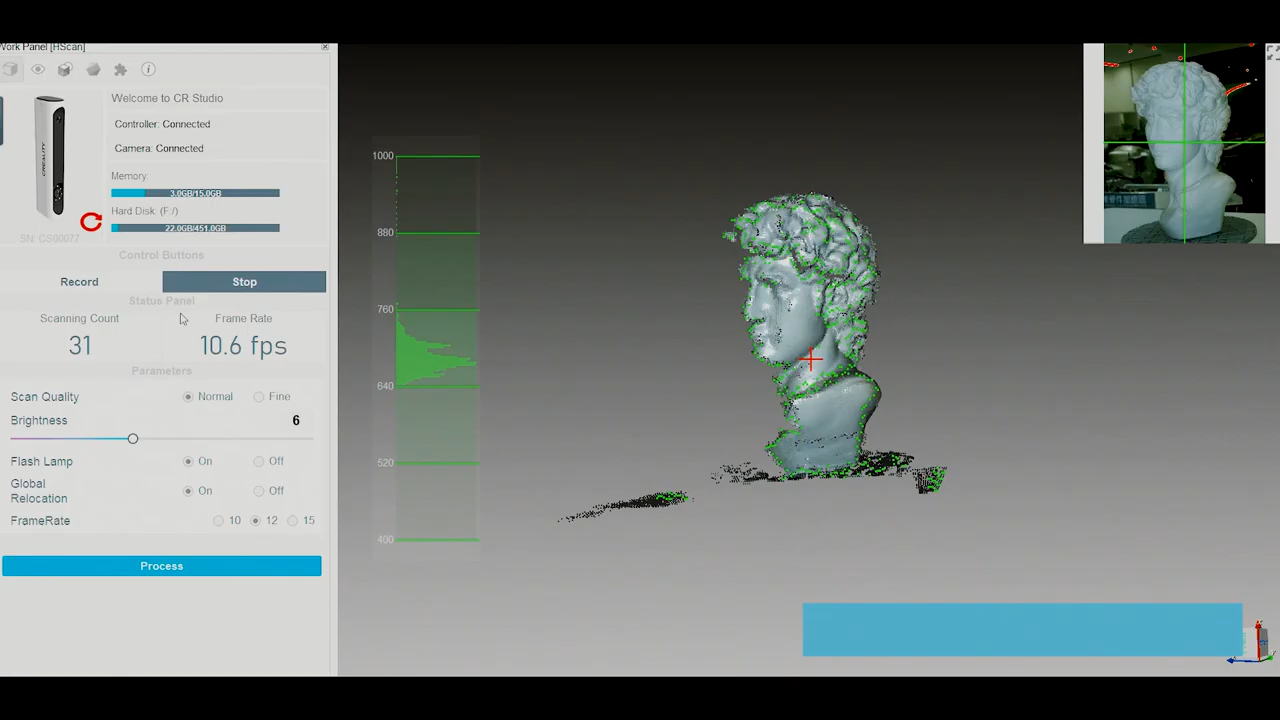 Work Panel [HScan]
Welcome to CR Studio
Controller: Connected
Camera: Connected
CREALITY
Memory:
3.0GB/15.0GB
Hard Disk: (F:/)
22.0GB/451.0GB
SN: CS00077
Control Buttons
Record Stop
Status Panel
Scanning Count Frame Rate
31 10.6 fps
Parameters
Scan Quality Normal Fine
Brightness 6
Flash Lamp On Off
Global
Relocation On Off
FrameRate 10 12 15
Process
1000
880
760
640
520
400